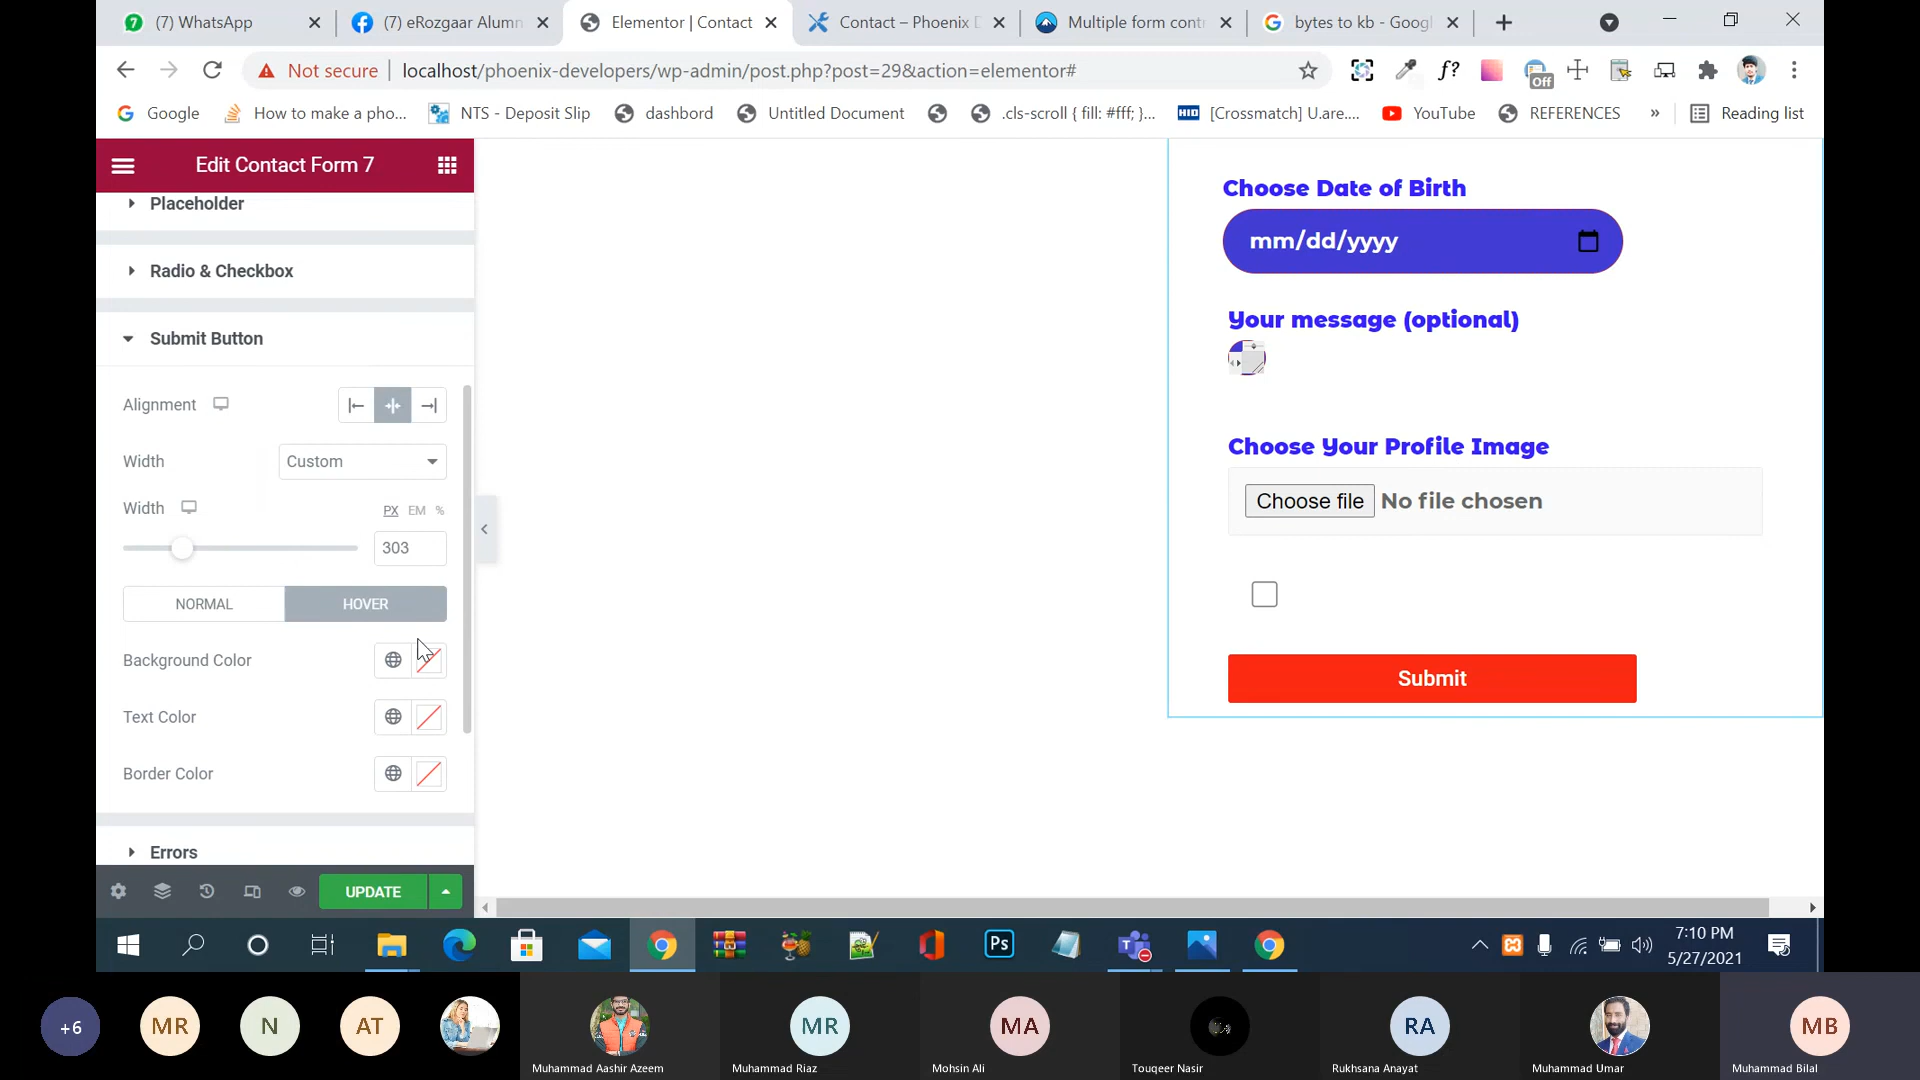 (7) WhatsApp
(7) eRozgaar Alumn
Elementor | Contact
Contact – Phoenix D
Multiple form cont
bytes to kb - Googl
Not secure
localhost/phoenix-developers/wp-admin/post.php?post=29&action=elementor#
f?
Off
Google
How to make a pho...
NTS - Deposit Slip
dashbord
Untitled Document
.cls-scroll { fill: #fff; }...
HID
[Crossmatch] U.are....
YouTube
REFERENCES
»
Reading list
Edit Contact Form 7
Placeholder
Radio & Checkbox
Submit Button
Alignment
Width
Custom
Width
PX EM %
303
NORMAL
HOVER
Background Color
Text Color
Border Color
Errors
UPDATE
Choose Date of Birth
mm/dd/yyyy
Your message (optional)
Choose Your Profile Image
Choose file
No file chosen
Submit
Ps
7:10 PM
5/27/2021
+6
MR
N
AT
Muhammad Aashir Azeem
MR
Muhammad Riaz
MA
Mohsin Ali
Touqeer Nasir
RA
Rukhsana Anayat
Muhammad Umar
MB
Muhammad Bilal